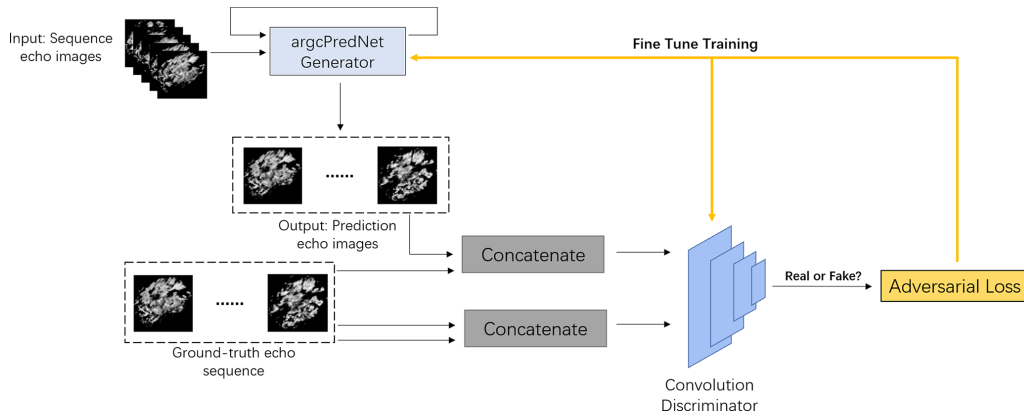 Input: Sequence
echo images
argcPredNet
Generator
Fine Tune Training
......
Output: Prediction
echo images
Concatenate
......
Real or Fake?
Adversarial Loss
Concatenate
Ground-truth echo
sequence
Convolution
Discriminator